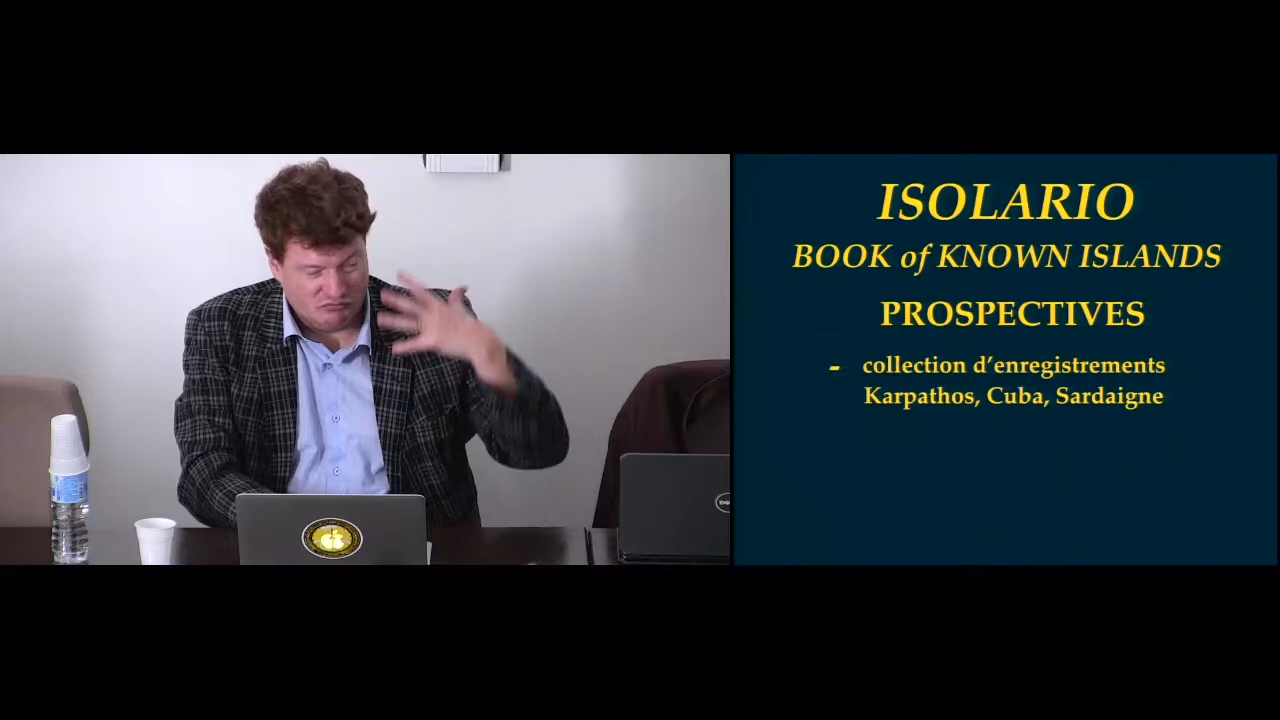 ISOLARIO
BOOK of KNOWN ISLANDS
PROSPECTIVES
- collection d'enregistrements
Karpathos, Cuba, Sardaigne